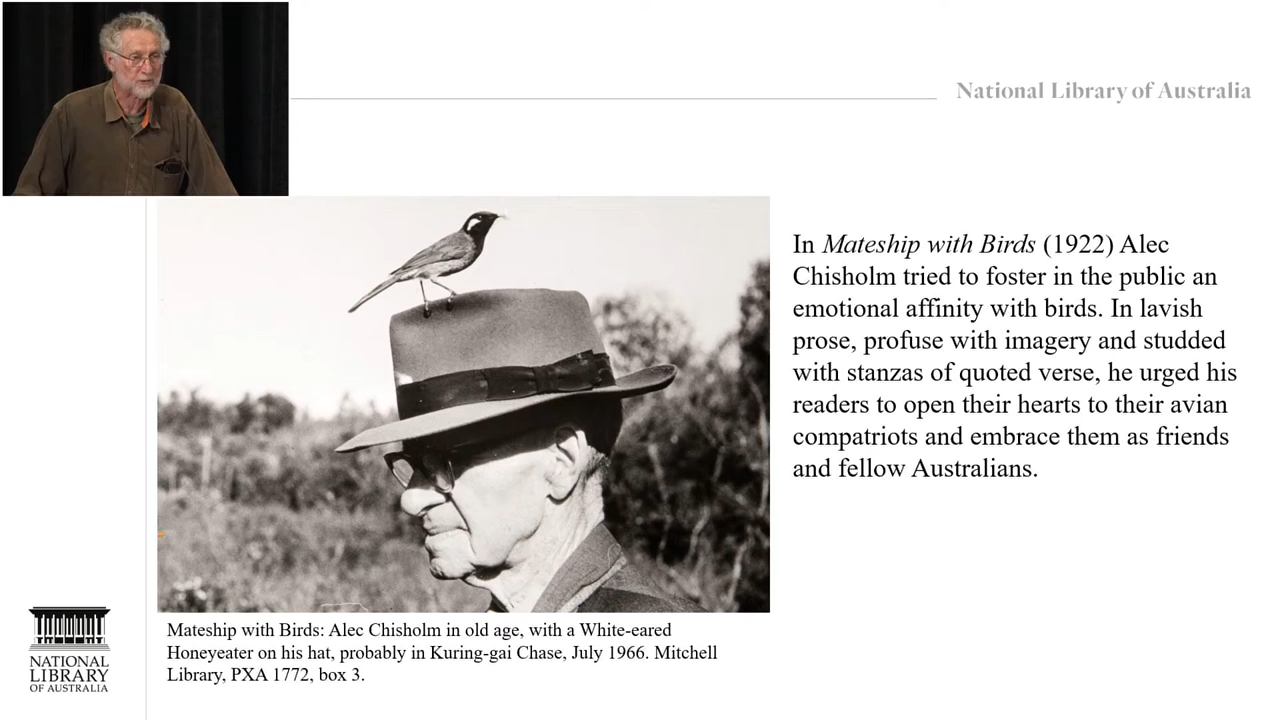 National Library of Australia
In Mateship with Birds (1922) Alec
Chisholm tried to foster in the public an
emotional affinity with birds. In lavish
prose, profuse with imagery and studded
with stanzas of quoted verse, he urged his
readers to open their hearts to their avian
compatriots and embrace them as friends
and fellow Australians.
Mateship with Birds: Alec Chisholm in old age, with a White-eared
Honeyeater on his hat, probably in Kuring-gai Chase, July 1966. Mitchell
Library, PXA 1772, box 3.
NATIONAL
LIBRARY
OF AUSTRALIA